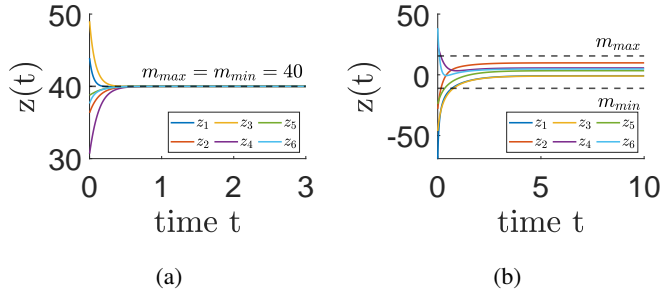 50
40
30
z(t)
m_max = m_min = 40
z_1 z_3 z_5
z_2 z_4 z_6
0 1 2 3
time t
(a)
50
0
-50
z(t)
m_max
m_min
z_1 z_3 z_5
z_2 z_4 z_6
0 5 10
time t
(b)